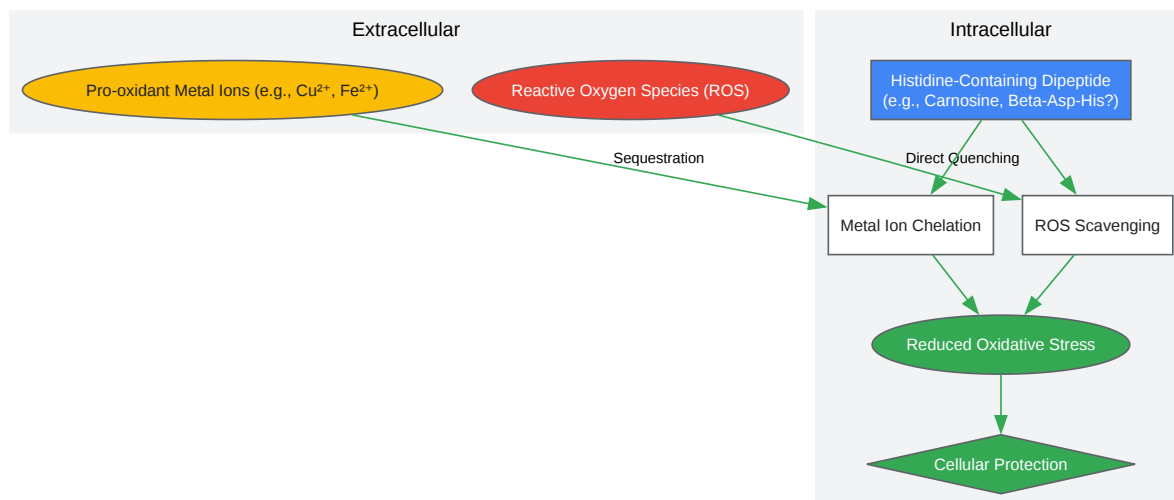 Extracellular
Intracellular
Pro-oxidant Metal Ions (e.g., Cu²⁺, Fe²⁺)
Reactive Oxygen Species (ROS)
Histidine-Containing Dipeptide
(e.g., Carnosine, Beta-Asp-His?)
Sequestration
Direct Quenching
Metal Ion Chelation
ROS Scavenging
Reduced Oxidative Stress
Cellular Protection